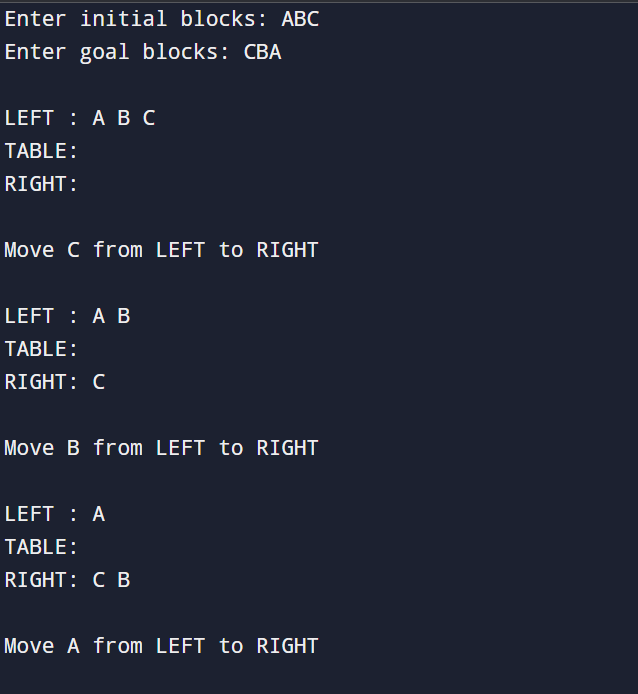 Enter initial blocks: ABC
Enter goal blocks: CBA
LEFT : A B C
TABLE:
RIGHT:
Move C from LEFT to RIGHT
LEFT : A B
TABLE:
RIGHT: C
Move B from LEFT to RIGHT
LEFT : A
TABLE:
RIGHT: C B
Move A from LEFT to RIGHT